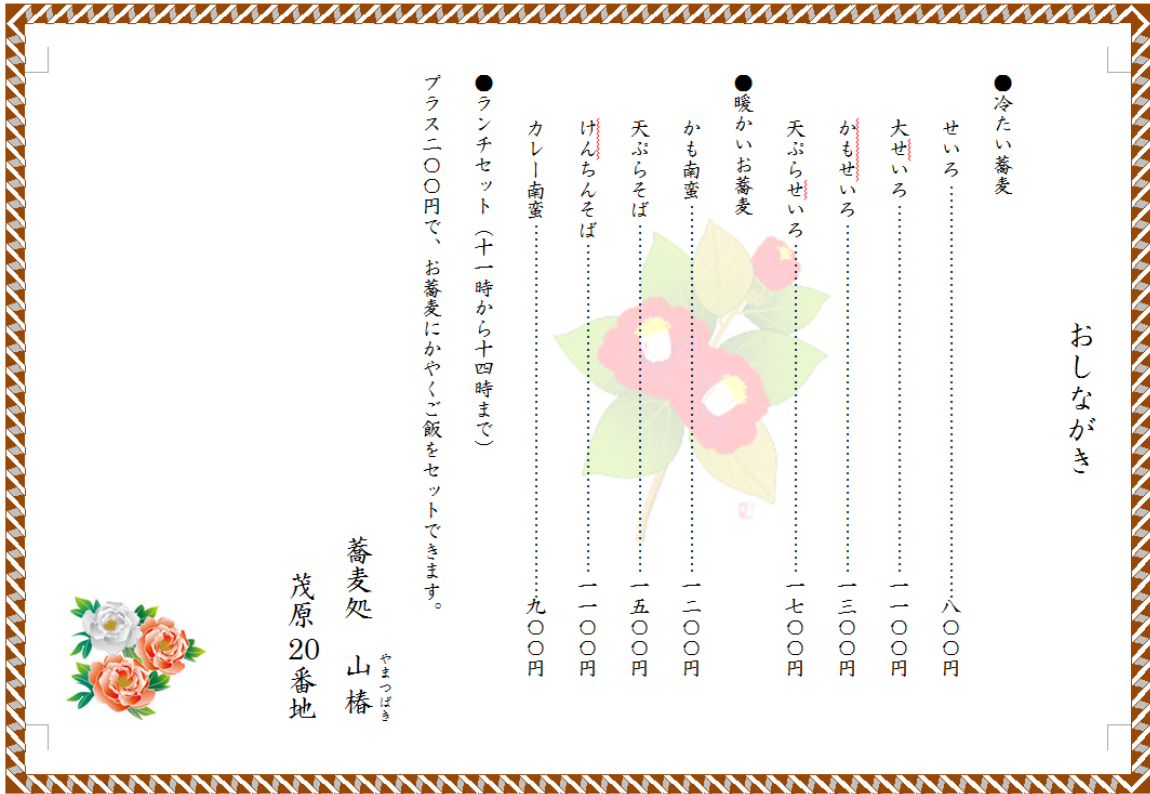 おしながき
●冷たい蕎麦
せいろ……………………………………八〇〇円
大せいろ…………………………………一一〇〇円
かもせいろ………………………………一三〇〇円
天ぷらせいろ……………………………一七〇〇円
●暖かいお蕎麦
かも南蛮…………………………………一二〇〇円
天ぷらそば………………………………一五〇〇円
けんちんそば……………………………一一〇〇円
カレー南蛮………………………………九〇〇円
●ランチセット（十一時から十四時まで）
プラス二〇〇円で、お蕎麦にかやくご飯をセットできます。
蕎麦処　山椿
やまつばき
茂原20番地